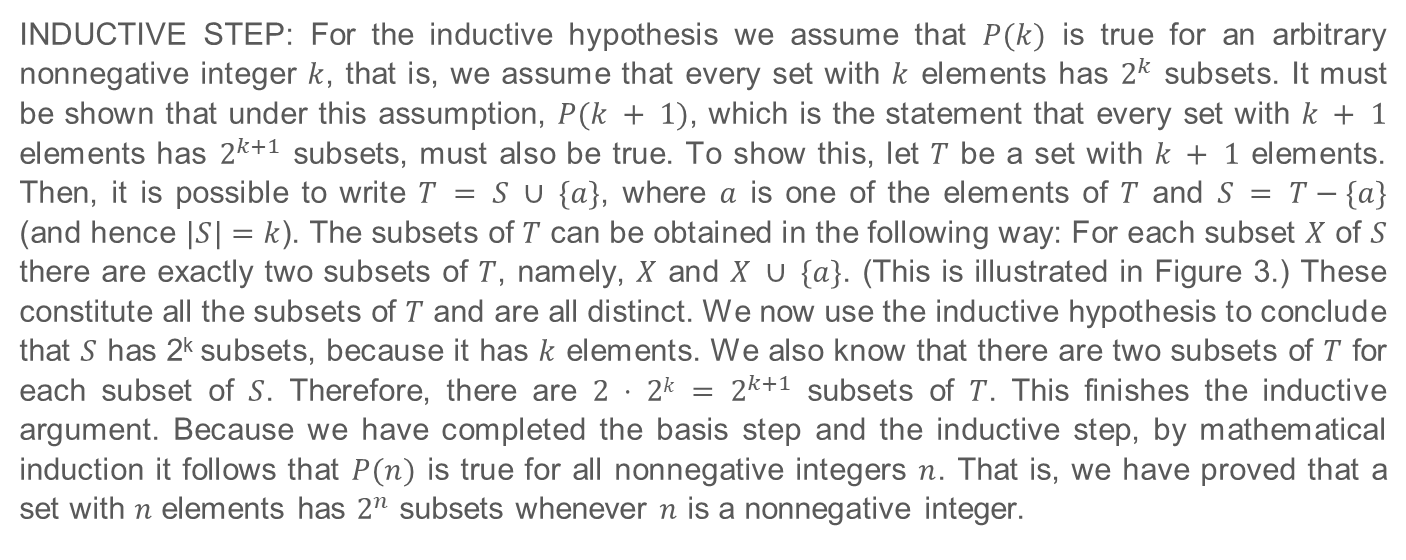 INDUCTIVE STEP: For the inductive hypothesis we assume that P(k) is true for an arbitrary
nonnegative integer k, that is, we assume that every set with k elements has 2ᵏ subsets. It must
be shown that under this assumption, P(k + 1), which is the statement that every set with k + 1
elements has 2ᵏ⁺¹ subsets, must also be true. To show this, let T be a set with k + 1 elements.
Then, it is possible to write T = S ∪ {a}, where a is one of the elements of T and S = T − {a}
(and hence |S| = k). The subsets of T can be obtained in the following way: For each subset X of S
there are exactly two subsets of T, namely, X and X ∪ {a}. (This is illustrated in Figure 3.) These
constitute all the subsets of T and are all distinct. We now use the inductive hypothesis to conclude
that S has 2ᵏ subsets, because it has k elements. We also know that there are two subsets of T for
each subset of S. Therefore, there are 2 · 2ᵏ = 2ᵏ⁺¹ subsets of T. This finishes the inductive
argument. Because we have completed the basis step and the inductive step, by mathematical
induction it follows that P(n) is true for all nonnegative integers n. That is, we have proved that a
set with n elements has 2ⁿ subsets whenever n is a nonnegative integer.